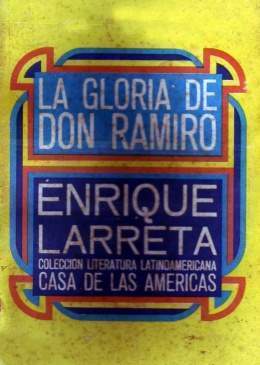 LA GLORIA DE
DON RAMIRO
ENRIQUE
LARRETA
COLECCION LITERATURA LATINOAMERICANA
CASA DE LAS AMERICAS